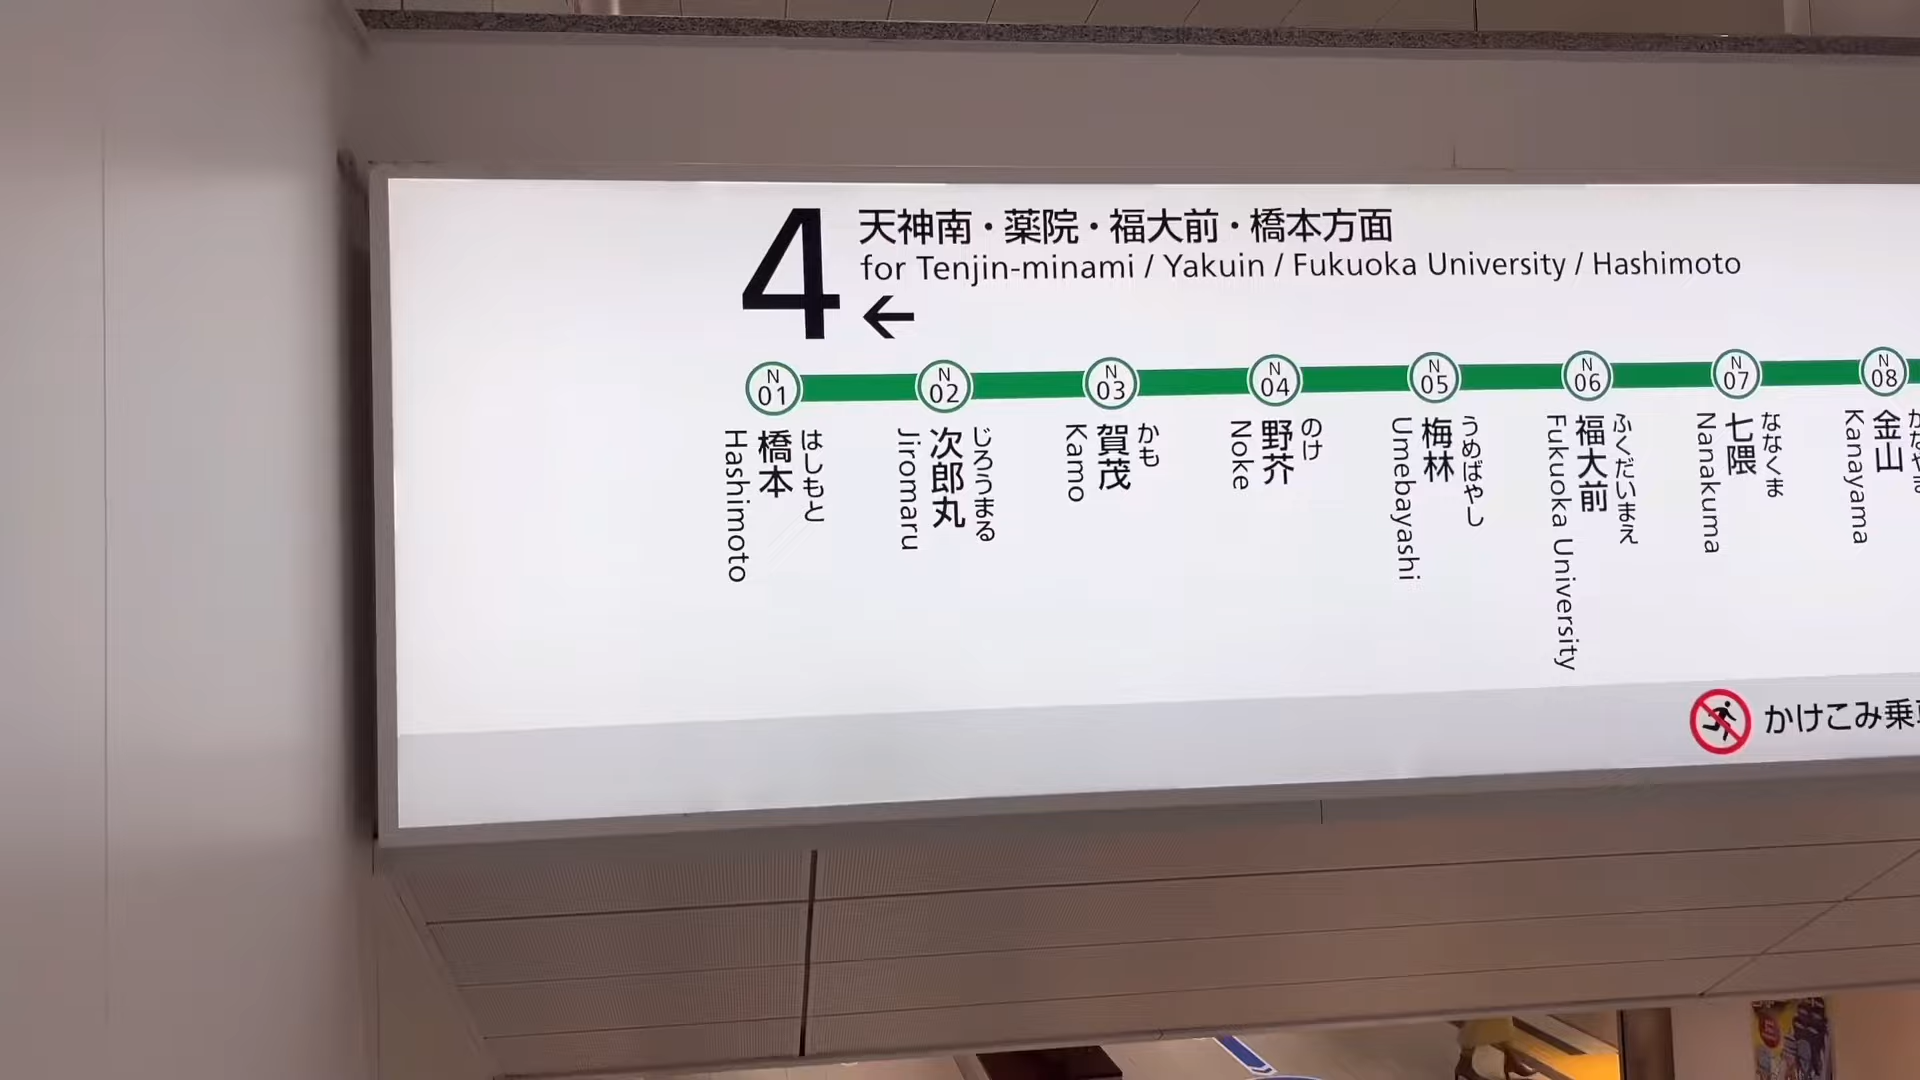 4
天神南・薬院・福大前・橋本方面
for Tenjin-minami / Yakuin / Fukuoka University / Hashimoto
←
N 01
はしもと
橋本
Hashimoto
N 02
じろうまる
次郎丸
Jiromaru
N 03
かも
賀茂
Kamo
N 04
のけ
野芥
Noke
N 05
うめばやし
梅林
Umebayashi
N 06
ふくだいまえ
福大前
Fukuoka University
N 07
ななくま
七隈
Nanakuma
N 08
金山
Kanayama
かけこみ乗